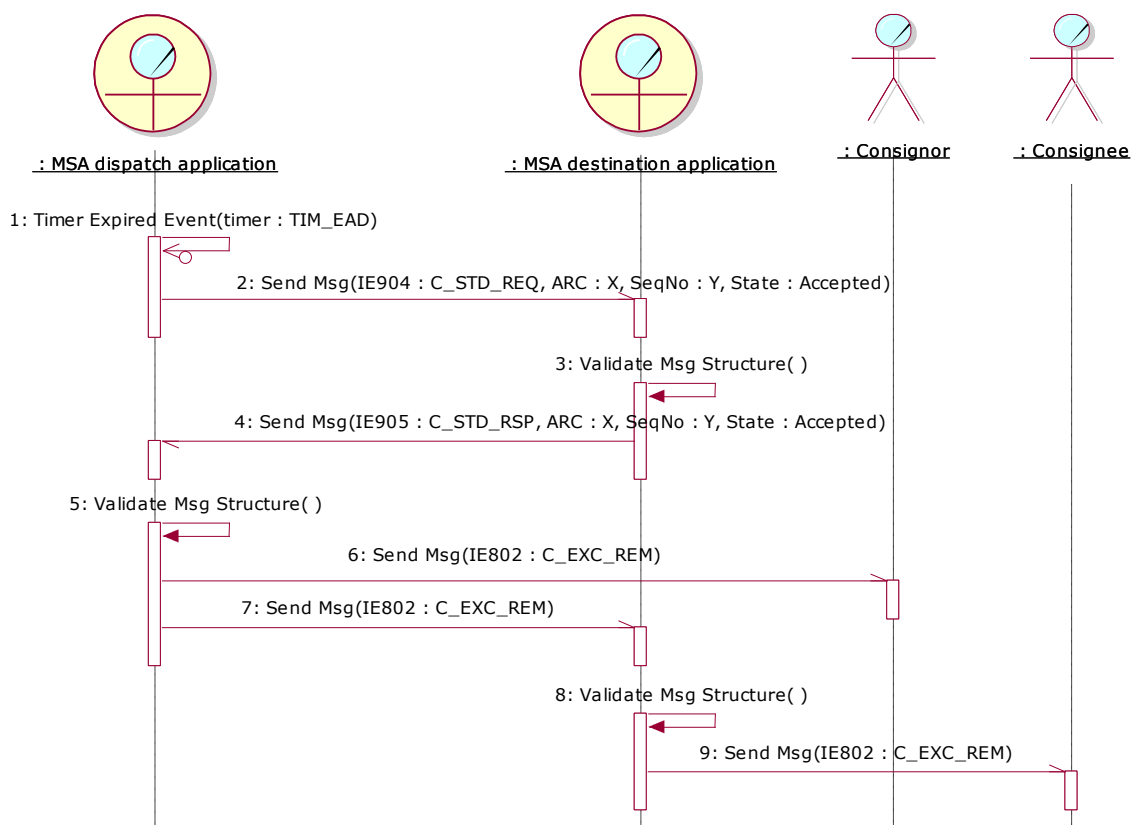 : MSA dispatch application
: MSA destination application
: Consignor
: Consignee
1: Timer Expired Event(timer : TIM_EAD)
2: Send Msg(IE904 : C_STD_REQ, ARC : X, SeqNo : Y, State : Accepted)
3: Validate Msg Structure( )
4: Send Msg(IE905 : C_STD_RSP, ARC : X, SeqNo : Y, State : Accepted)
5: Validate Msg Structure( )
6: Send Msg(IE802 : C_EXC_REM)
7: Send Msg(IE802 : C_EXC_REM)
8: Validate Msg Structure( )
9: Send Msg(IE802 : C_EXC_REM)